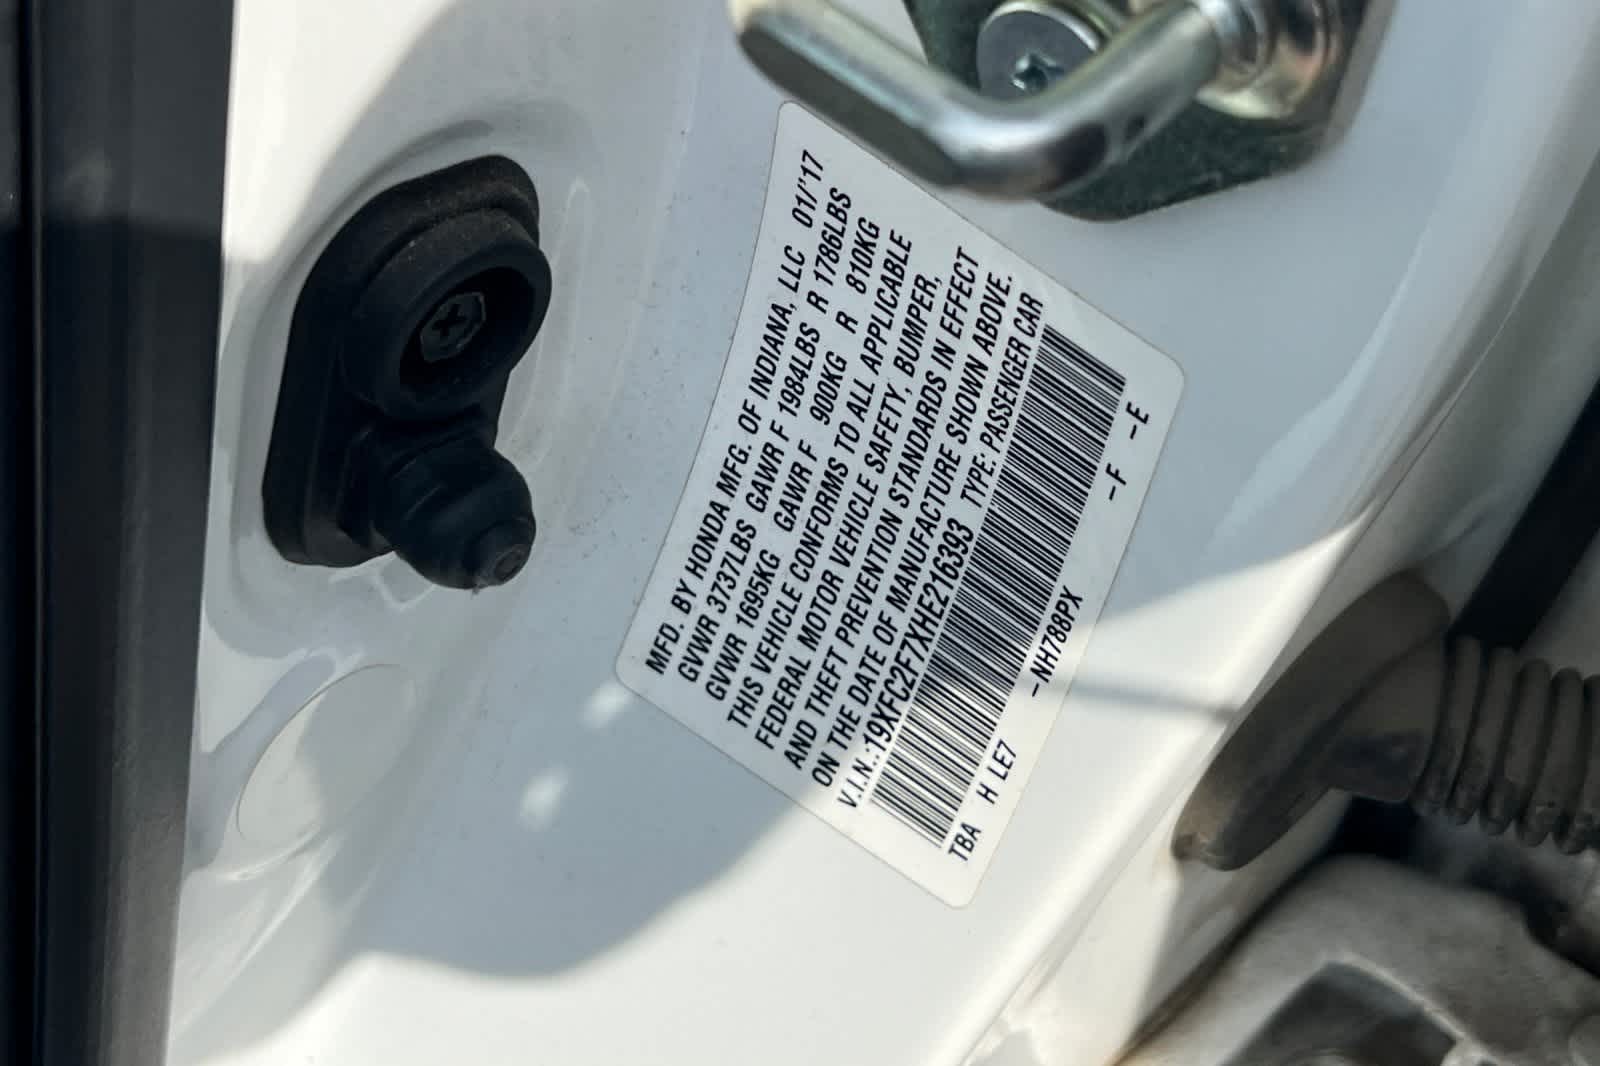 MFD. BY HONDA MFG. OF INDIANA, LLC 01/'17
GVWR 3737LBS GAWR F 1984LBS R 1786LBS
GVWR 1695KG GAWR F 900KG R 810KG
THIS VEHICLE CONFORMS TO ALL APPLICABLE
FEDERAL MOTOR VEHICLE SAFETY, BUMPER,
AND THEFT PREVENTION STANDARDS IN EFFECT
ON THE DATE OF MANUFACTURE SHOWN ABOVE.
V.I.N.:19XFC2F7XHE216393 TYPE: PASSENGER CAR
TBA H LE7 -NH788PX -F -E